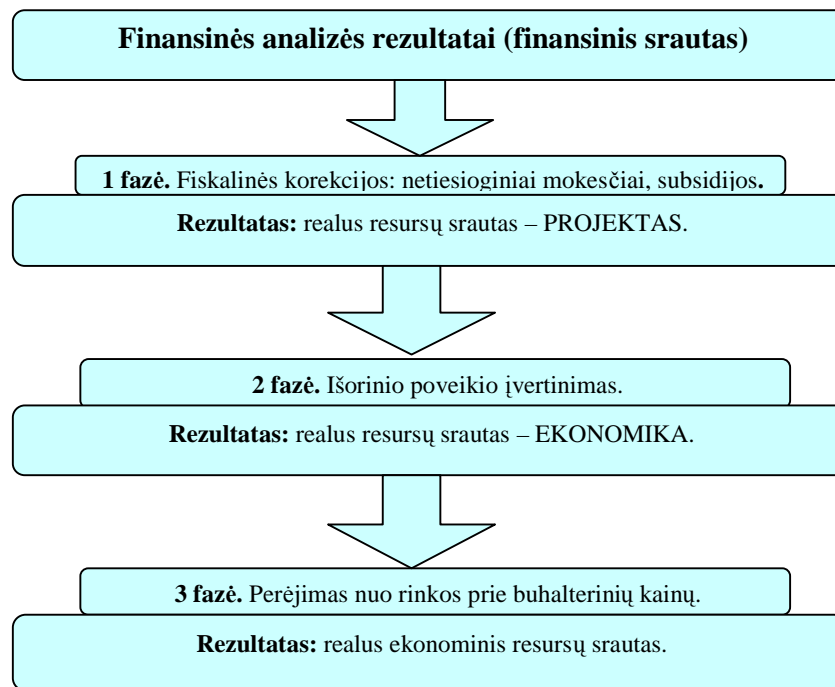 Finansinės analizės rezultatai (finansinis srautas)
1 fazė. Fiskalinės korekcijos: netiesioginiai mokesčiai, subsidijos.
Rezultatas: realus resursų srautas – PROJEKTAS.
2 fazė. Išorinio poveikio įvertinimas.
Rezultatas: realus resursų srautas – EKONOMIKA.
3 fazė. Perėjimas nuo rinkos prie buhalterinių kainų.
Rezultatas: realus ekonominis resursų srautas.